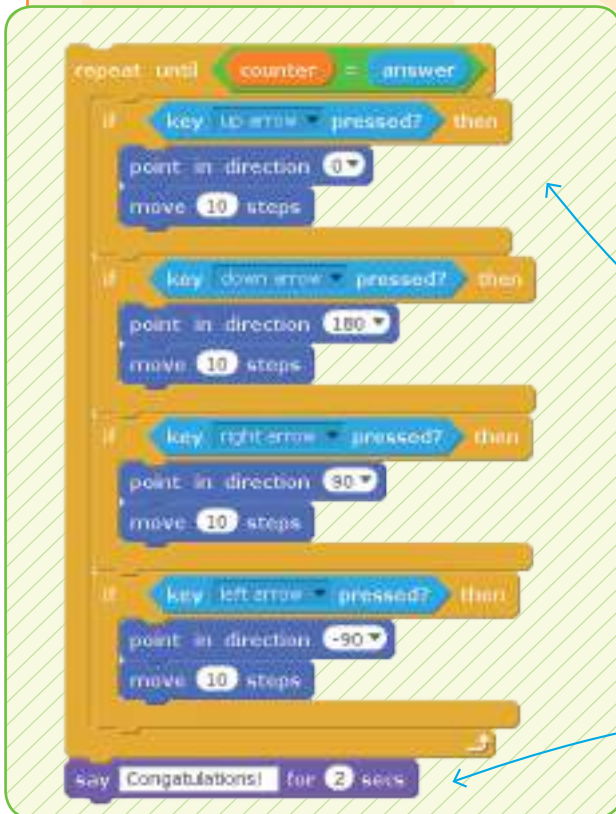 repeat until counter = answer
if key up arrow pressed? then
point in direction 0
move 10 steps
if key down arrow pressed? then
point in direction 180
move 10 steps
if key right arrow pressed? then
point in direction 90
move 10 steps
if key left arrow pressed? then
point in direction -90
move 10 steps
say Congatulations! for 2 secs